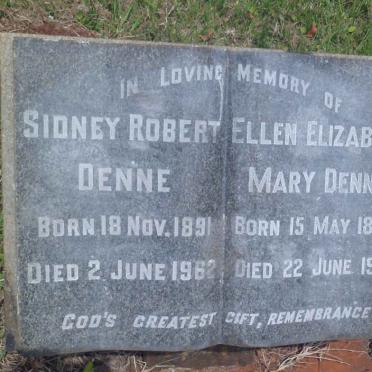 IN LOVING MEMORY OF
SIDNEY ROBERT ELLEN ELIZAB
DENNE MARY DENN
BORN 18 NOV. 1891 BORN 15 MAY 18
DIED 2 JUNE 1962 DIED 22 JUNE 19
GOD'S GREATEST GIFT, REMEMBRANCE